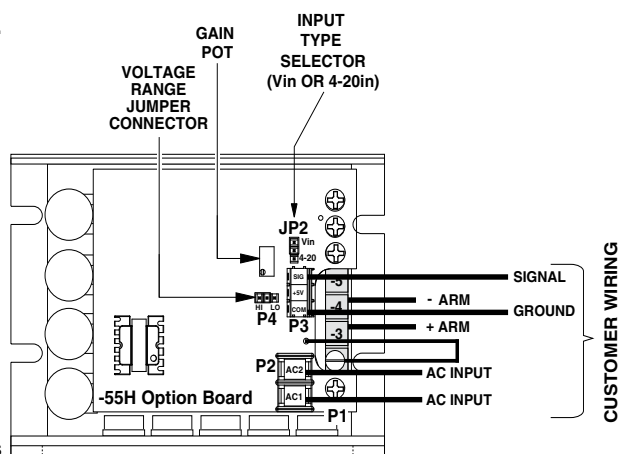 INPUT
TYPE
SELECTOR
(Vin OR 4-20in)
GAIN
POT
VOLTAGE
RANGE
JUMPER
CONNECTOR
JP2
Vin
4-20
SIG
+5V
COM
-5
-4
-3
SIGNAL
- ARM
GROUND
+ ARM
HI LO
P4
P3
P2
AC2
AC INPUT
-55H Option Board
AC1
AC INPUT
P1
CUSTOMER WIRING